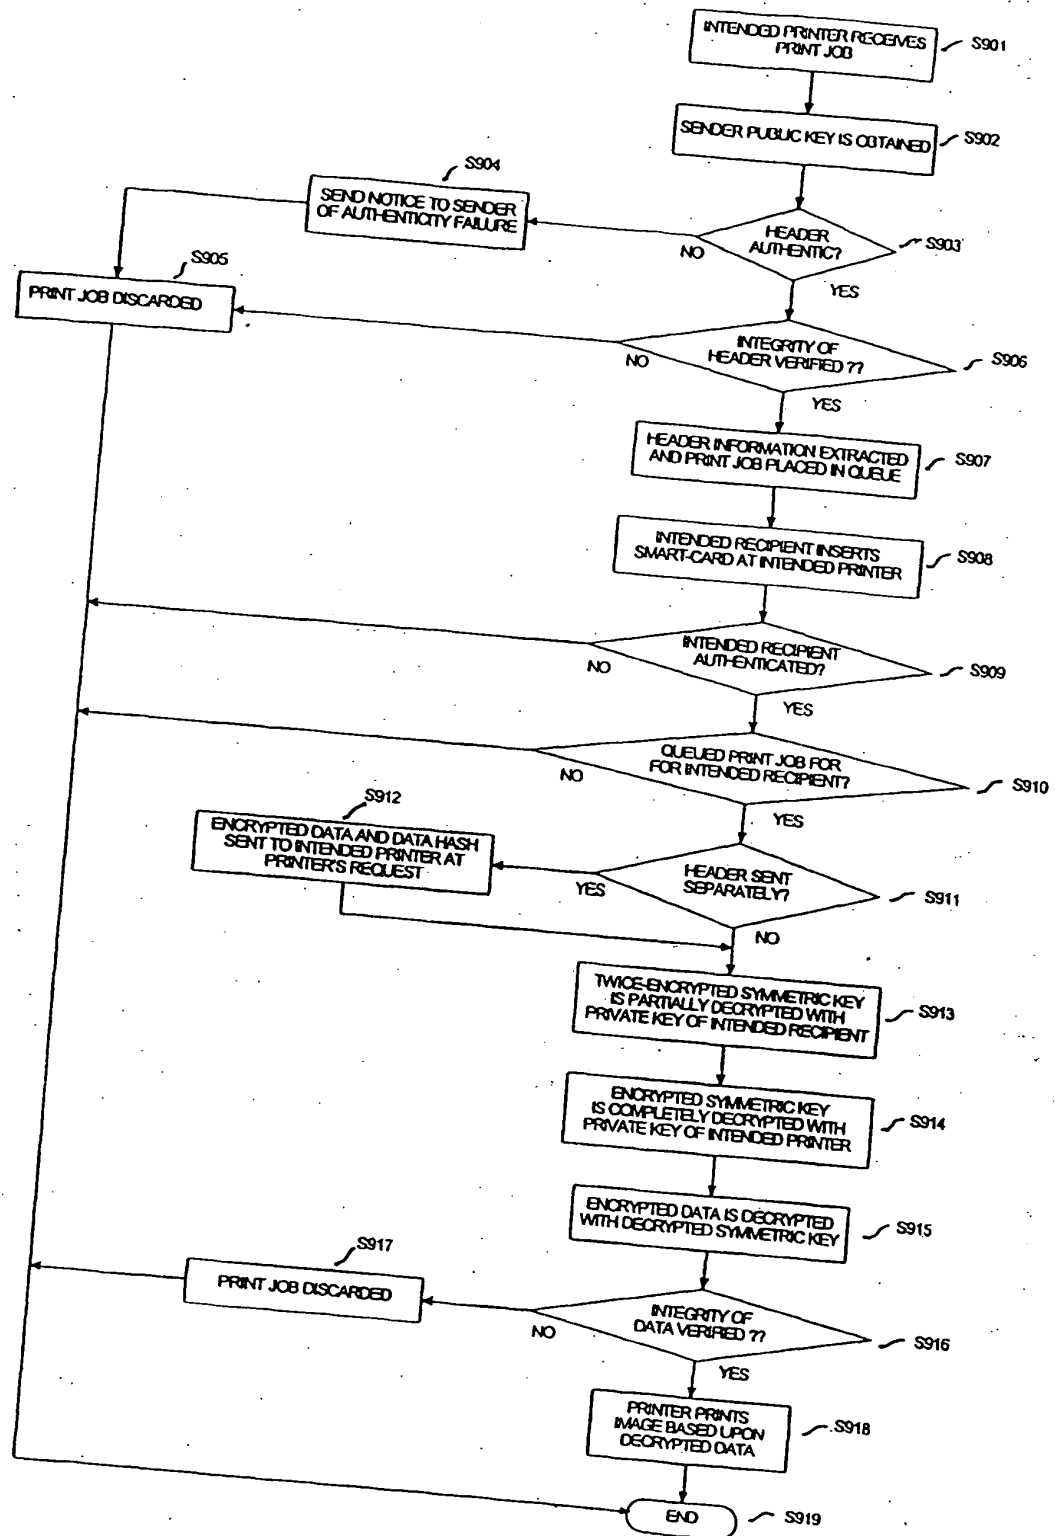 INTENDED PRINTER RECEIVES
PRINT JOB
S901
SENDER PUBLIC KEY IS OBTAINED
S902
S904
SEND NOTICE TO SENDER
OF AUTHENTICITY FAILURE
HEADER
AUTHENTIC?
S903
NO
YES
S905
PRINT JOB DISCARDED
INTEGRITY OF
HEADER VERIFIED ??
S906
NO
YES
HEADER INFORMATION EXTRACTED
AND PRINT JOB PLACED IN QUEUE
S907
INTENDED RECIPIENT INSERTS
SMART-CARD AT INTENDED PRINTER
S908
INTENDED RECIPIENT
AUTHENTICATED?
S909
NO
YES
QUEUED PRINT JOB FOR
FOR INTENDED RECIPIENT?
S910
NO
YES
S912
ENCRYPTED DATA AND DATA HASH
SENT TO INTENDED PRINTER AT
PRINTER'S REQUEST
HEADER SENT
SEPARATELY?
S911
YES
NO
TWICE-ENCRYPTED SYMMETRIC KEY
IS PARTIALLY DECRYPTED WITH
PRIVATE KEY OF INTENDED RECIPIENT
S913
ENCRYPTED SYMMETRIC KEY
IS COMPLETELY DECRYPTED WITH
PRIVATE KEY OF INTENDED PRINTER
S914
ENCRYPTED DATA IS DECRYPTED
WITH DECRYPTED SYMMETRIC KEY
S915
S917
PRINT JOB DISCARDED
INTEGRITY OF
DATA VERIFIED ??
S916
NO
YES
PRINTER PRINTS
IMAGE BASED UPON
DECRYPTED DATA
S918
END
S919